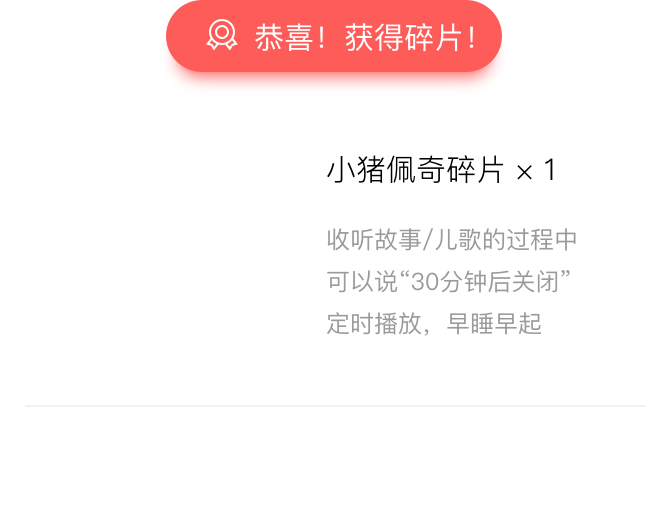 恭喜！获得碎片！
小猪佩奇碎片 × 1
收听故事/儿歌的过程中
可以说“30分钟后关闭”
定时播放，早睡早起